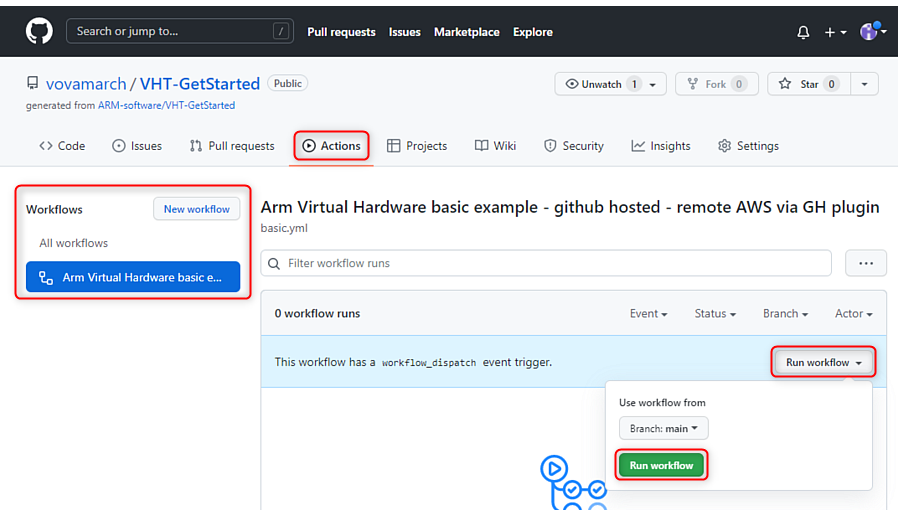 Search or jump to... / Pull requests Issues Marketplace Explore
vovamarch / VHT-GetStarted Public Unwatch 1 Fork 0 Star 0
generated from ARM-software/VHT-GetStarted
Code Issues Pull requests Actions Projects Wiki Security Insights Settings
Workflows New workflow
All workflows
Arm Virtual Hardware basic e...
Arm Virtual Hardware basic example - github hosted - remote AWS via GH plugin
basic.yml
Filter workflow runs
0 workflow runs Event Status Branch Actor
This workflow has a workflow_dispatch event trigger. Run workflow
Use workflow from
Branch: main
Run workflow